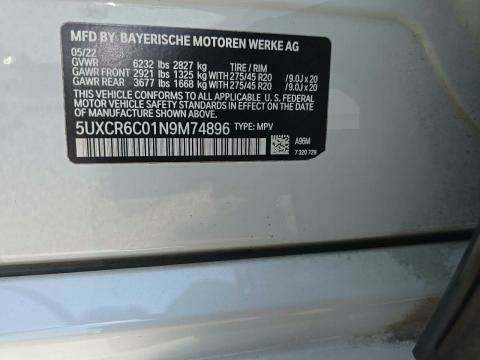 MFD BY BAYERISCHE MOTOREN WERKE AG
05/22
GVWR 6232 lbs 2827 kg TIRE / RIM
GAWR FRONT 2921 lbs 1325 kg WITH 275/45 R20 / 9.0J x 20
GAWR REAR 3677 lbs 1668 kg WITH 275/45 R20 / 9.0J x 20
THIS VEHICLE CONFORMS TO ALL APPLICABLE
U.S. FEDERAL MOTOR VEHICLE SAFETY
STANDARDS IN EFFECT ON THE DATE
OF MANUFACTURE SHOWN ABOVE.
5UXCR6C01N9M74896 TYPE: MPV
A96M
7 320 729